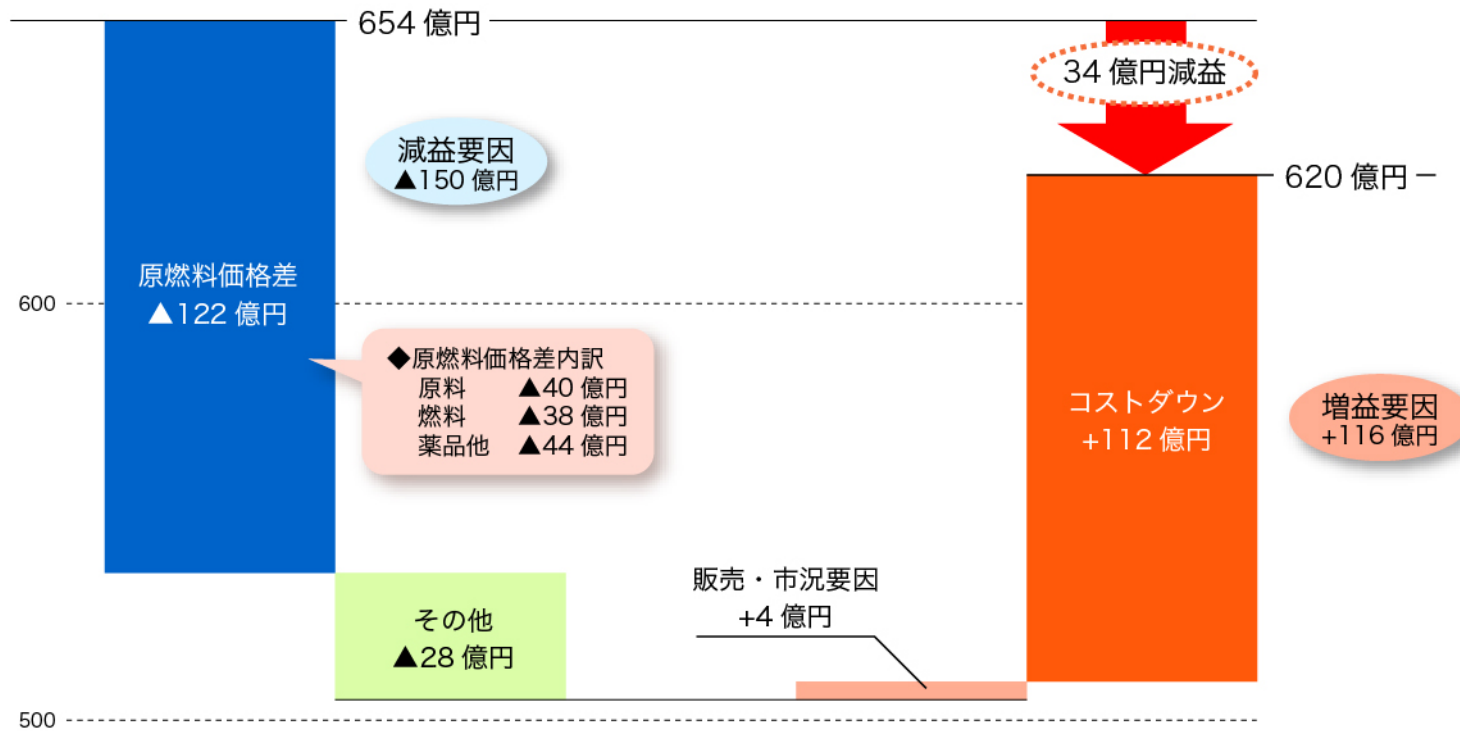 654 億円
34 億円減益
減益要因
▲150 億円
620 億円
原燃料価格差
▲122 億円
600
◆原燃料価格差内訳
原料 ▲40 億円
燃料 ▲38 億円
薬品他 ▲44 億円
コストダウン
+112 億円
増益要因
+116 億円
販売・市況要因
+4 億円
その他
▲28 億円
500